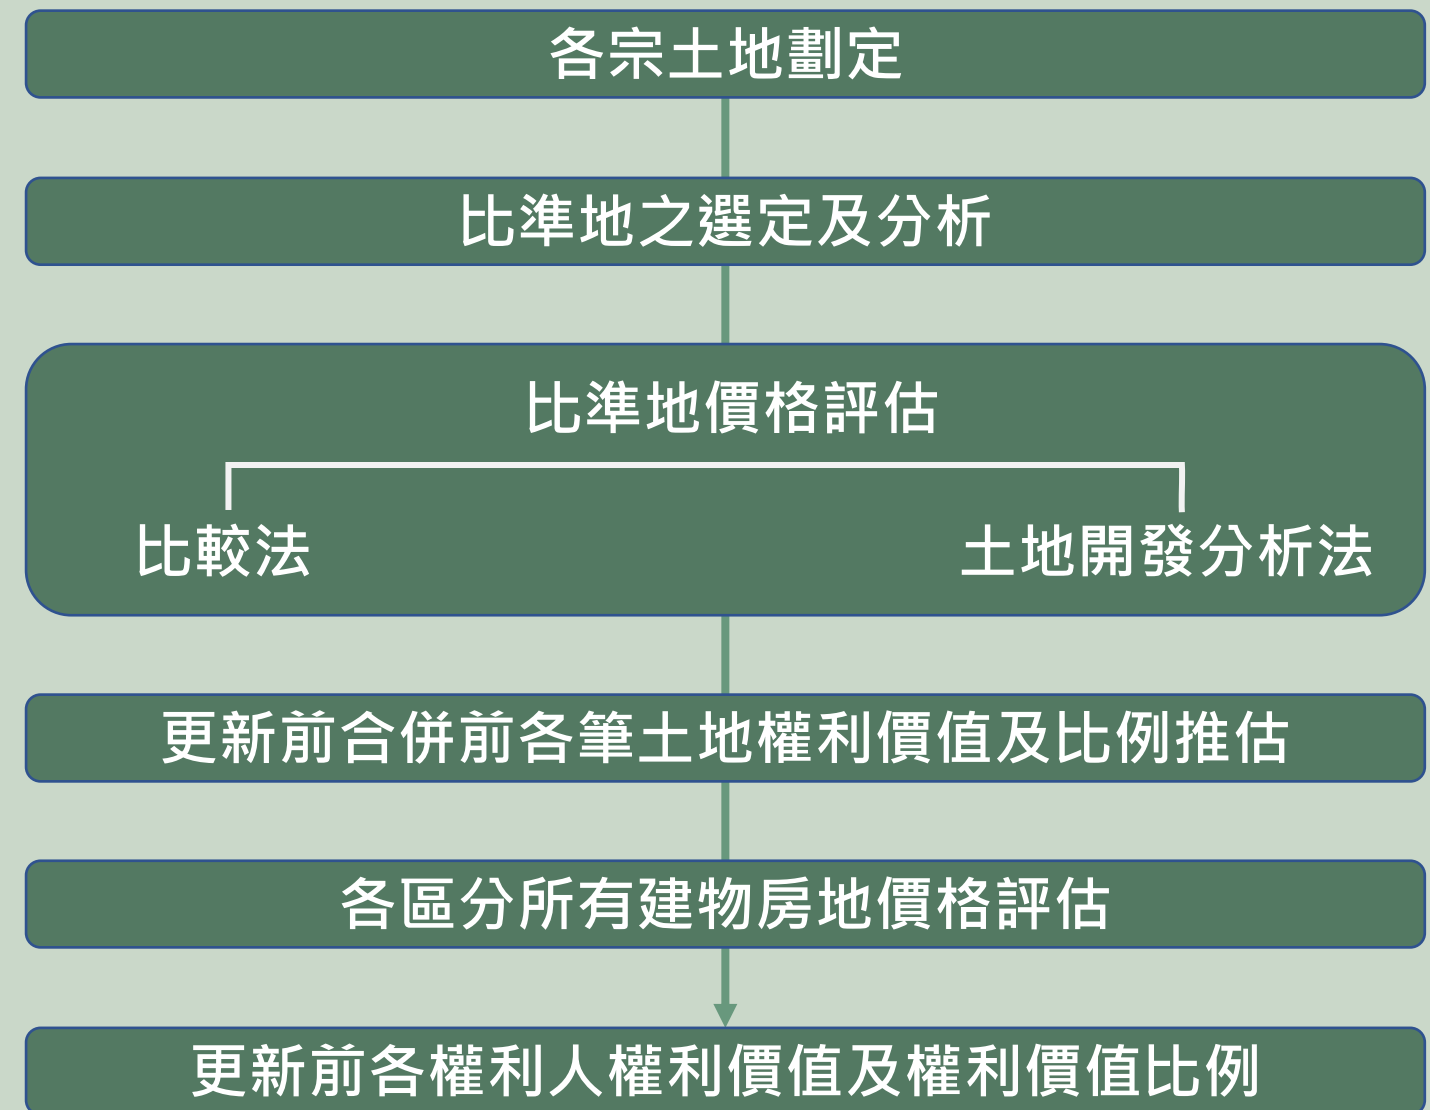 各宗土地劃定
比準地之選定及分析
比準地價格評估
比較法
土地開發分析法
更新前合併前各筆土地權利價值及比例推估
各區分所有建物房地價格評估
更新前各權利人權利價值及權利價值比例